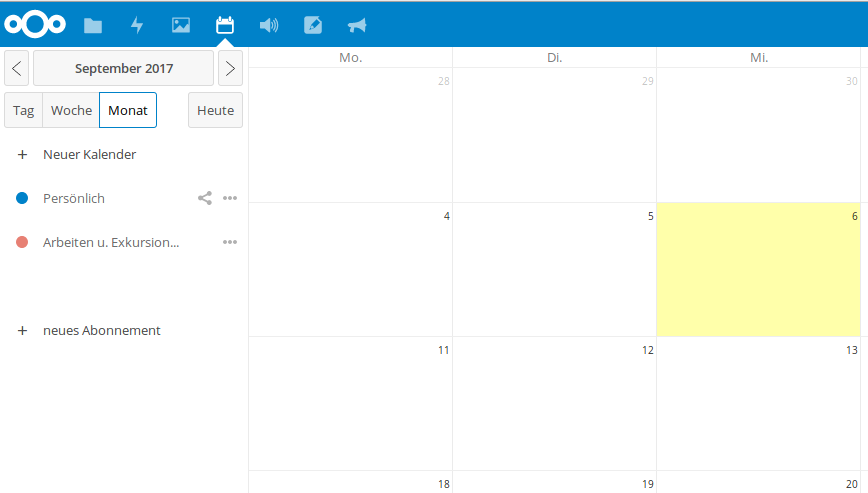 September 2017
Tag Woche Monat Heute
+ Neuer Kalender
Persönlich
Arbeiten u. Exkursion...
+ neues Abonnement
Mo. Di. Mi.
28 29 30
4 5 6
11 12 13
18 19 20